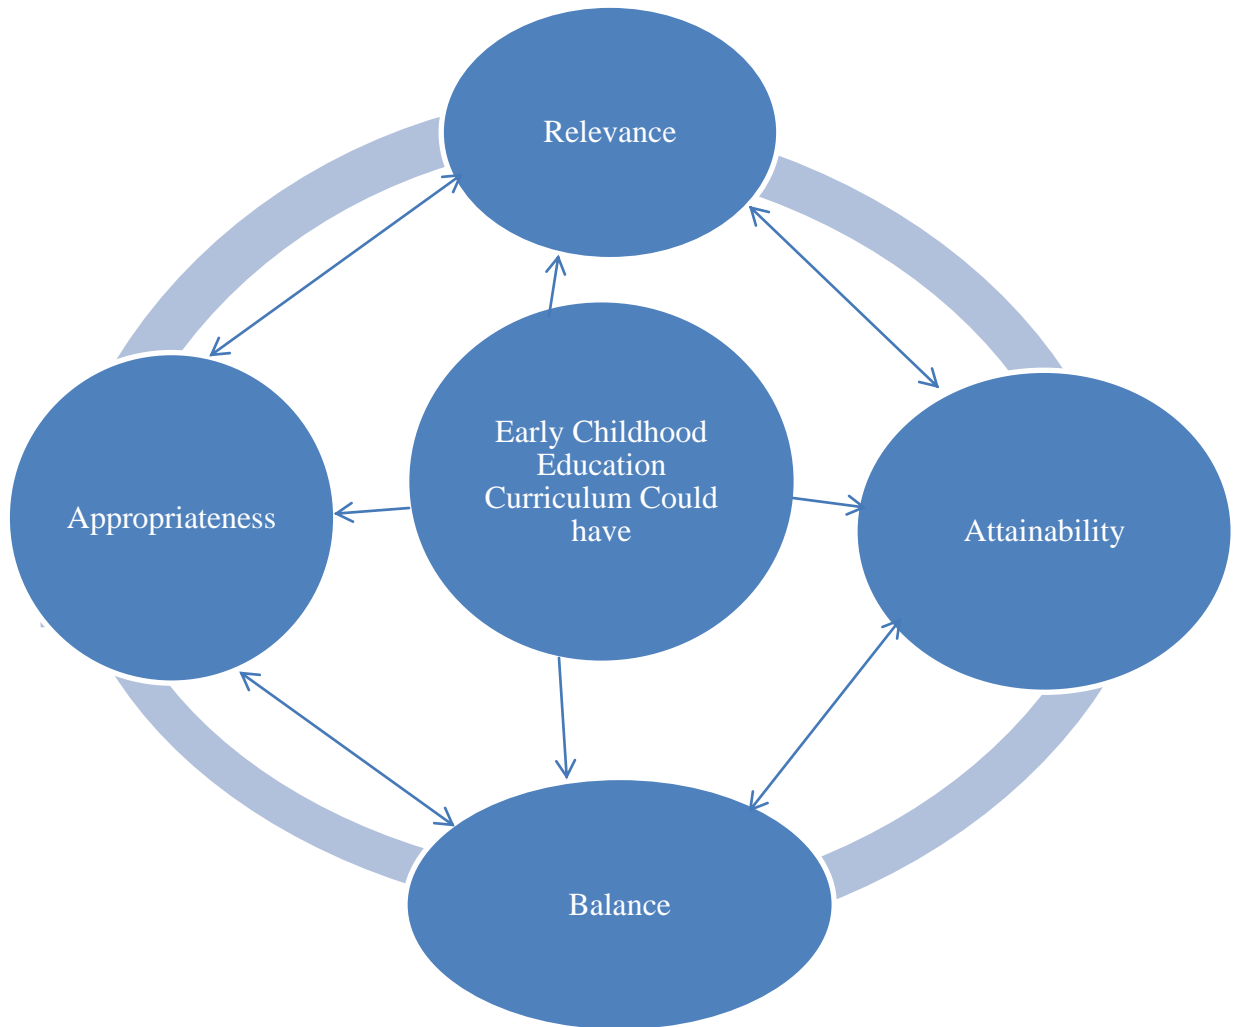 Relevance
Early Childhood
Education
Curriculum Could
have
Appropriateness
Attainability
Balance